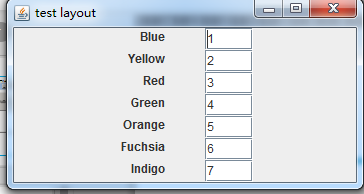 test layout
Blue 1
Yellow 2
Red 3
Green 4
Orange 5
Fuchsia 6
Indigo 7